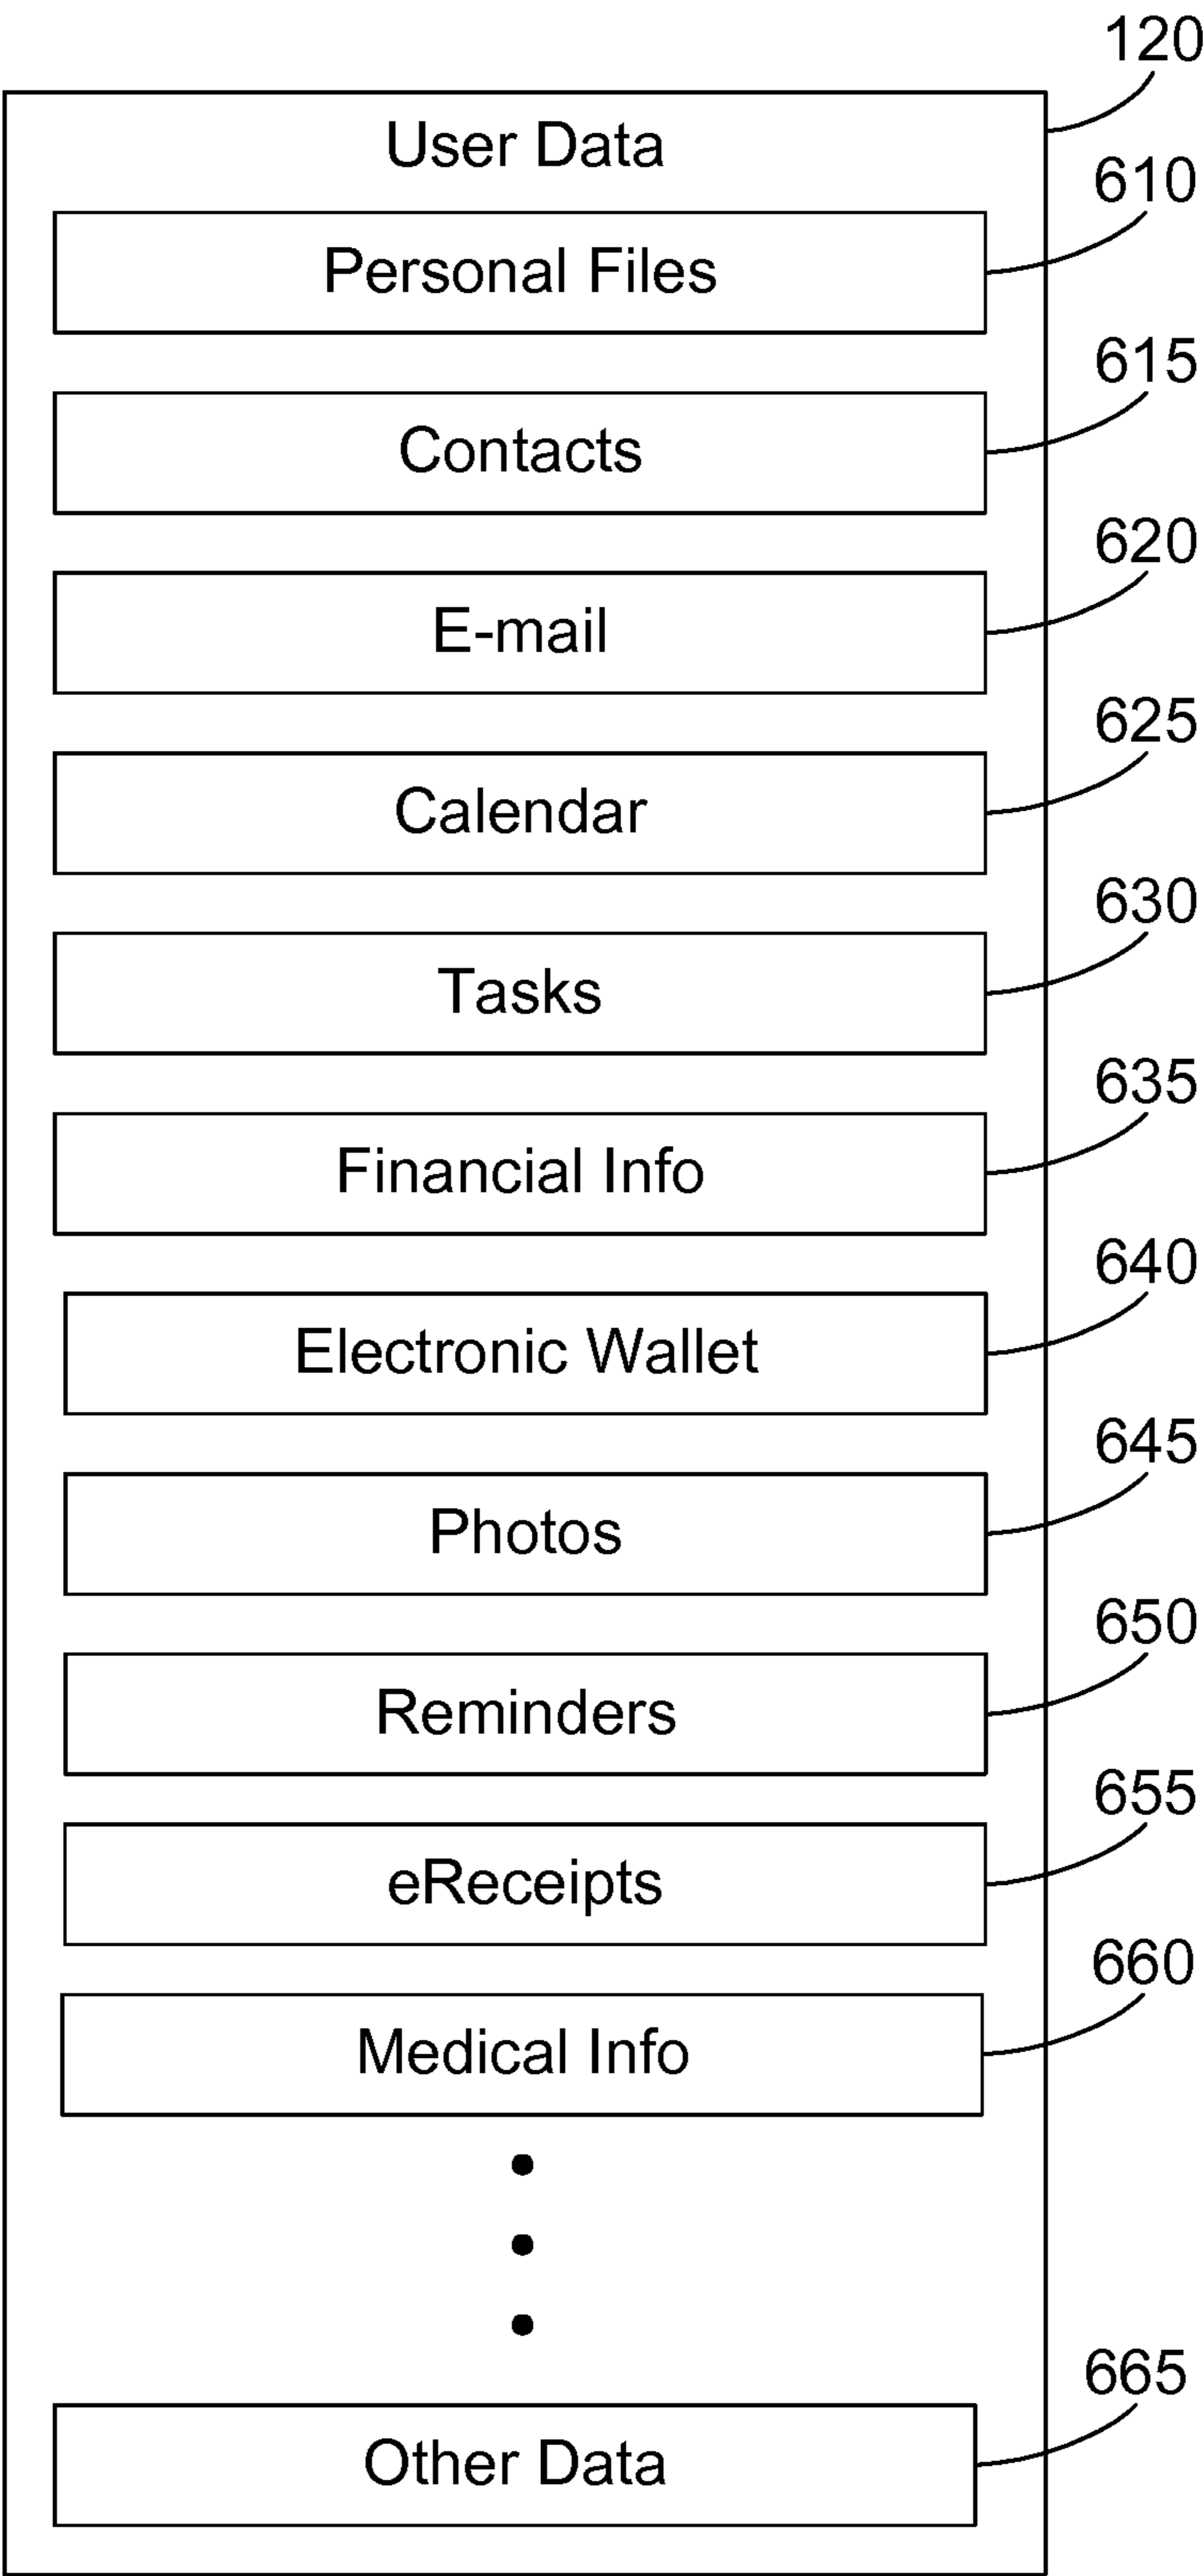 120
User Data
610
Personal Files
615
Contacts
620
E-mail
625
Calendar
630
Tasks
635
Financial Info
640
Electronic Wallet
645
Photos
650
Reminders
655
eReceipts
660
Medical Info
665
Other Data